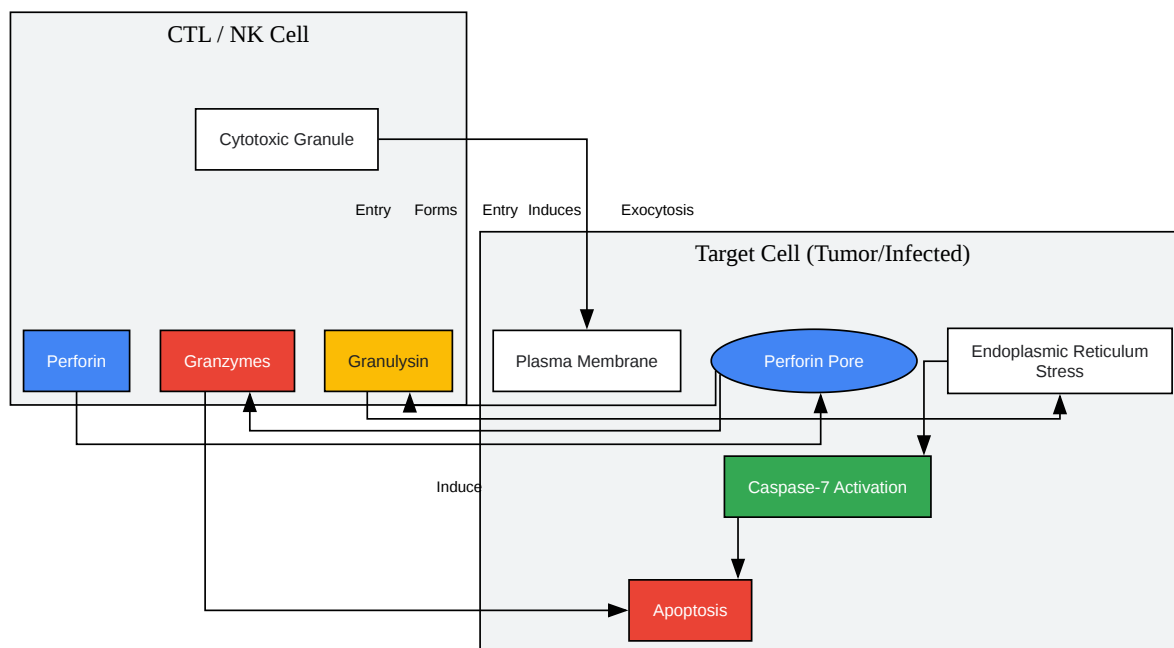 CTL / NK Cell
Cytotoxic Granule
Entry
Forms
Entry
Induces
Exocytosis
Target Cell (Tumor/Infected)
Perforin
Granzymes
Granulysin
Plasma Membrane
Perforin Pore
Endoplasmic Reticulum
Stress
Induce
Caspase-7 Activation
Apoptosis